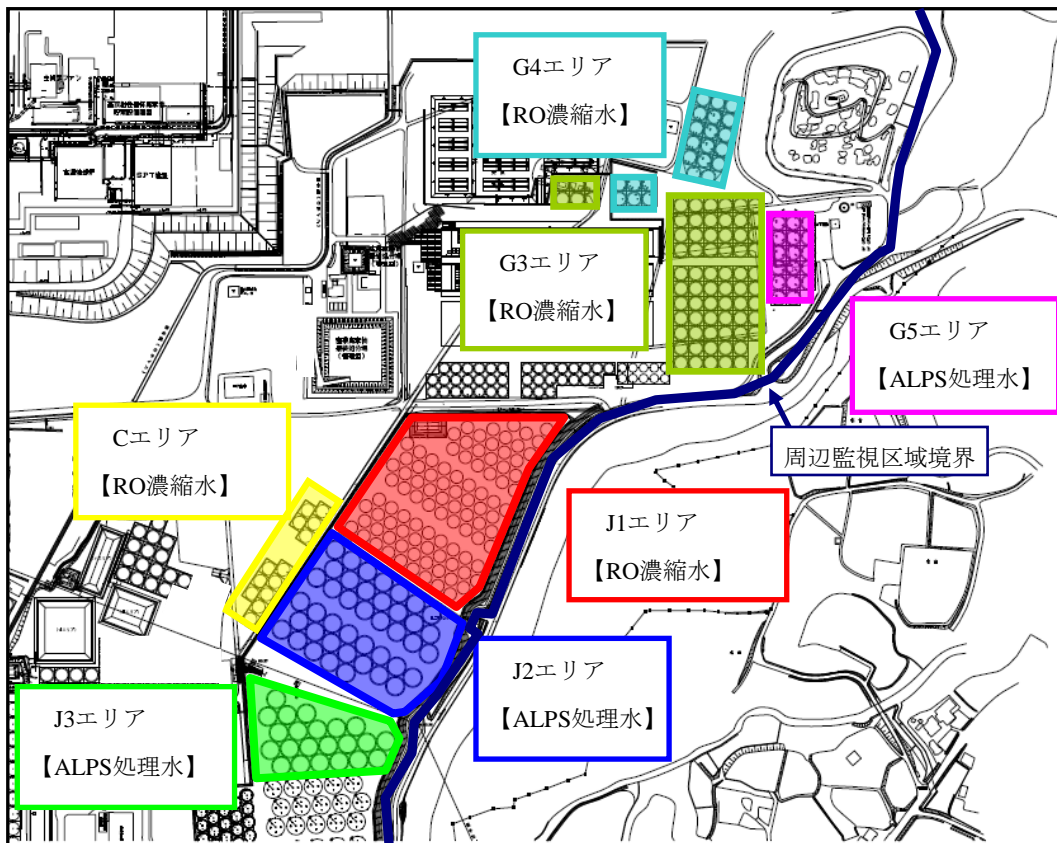 G4エリア
【RO濃縮水】
G3エリア
【RO濃縮水】
G5エリア
【ALPS処理水】
Cエリア
【RO濃縮水】
周辺監視区域境界
J1エリア
【RO濃縮水】
J2エリア
【ALPS処理水】
J3エリア
【ALPS処理水】